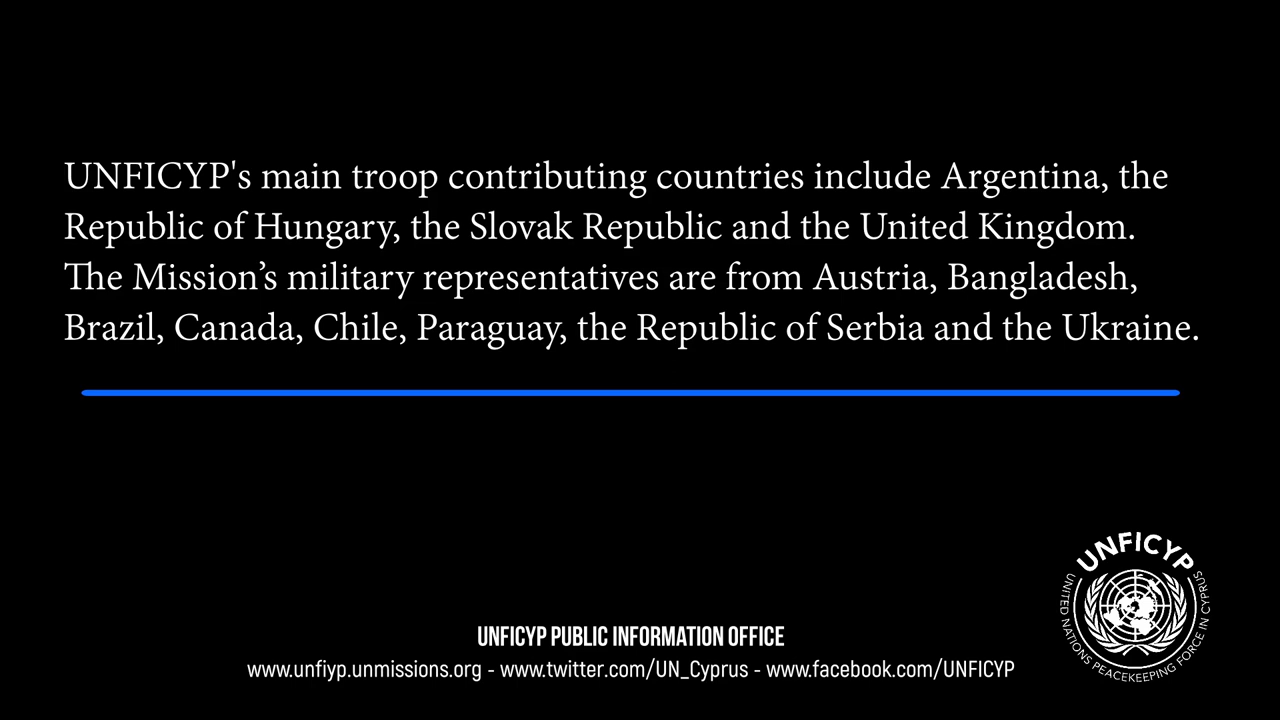 UNFICYP's main troop contributing countries include Argentina, the
Republic of Hungary, the Slovak Republic and the United Kingdom.
The Mission’s military representatives are from Austria, Bangladesh,
Brazil, Canada, Chile, Paraguay, the Republic of Serbia and the Ukraine.
UNFICYP
UNITED NATIONS PEACEKEEPING FORCE IN CYPRUS
UNFICYP PUBLIC INFORMATION OFFICE
www.unfiyp.unmissions.org - www.twitter.com/UN_Cyprus - www.facebook.com/UNFICYP